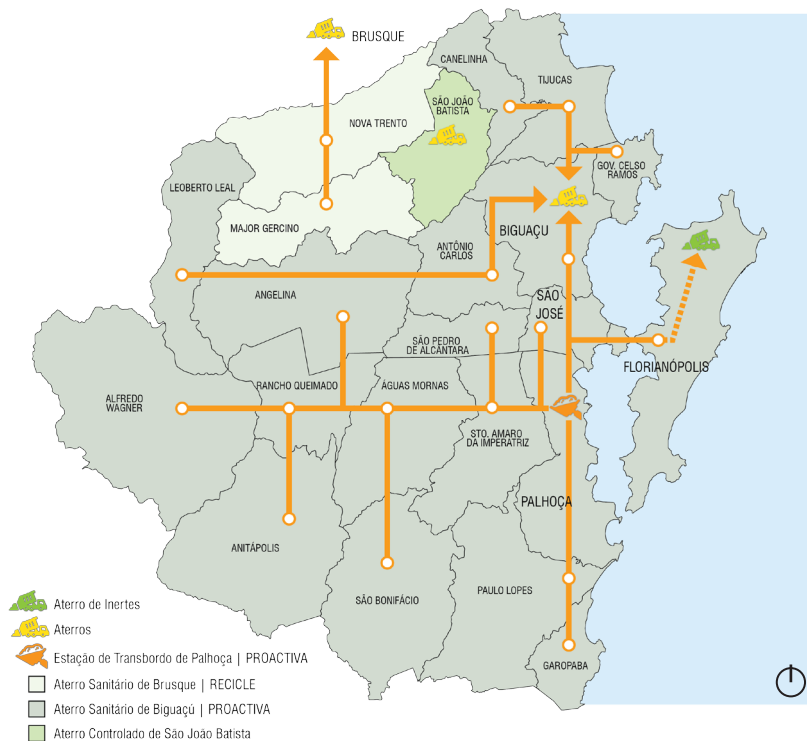 BRUSQUE
CANELINHA
TIJUCAS
SÃO JOÃO
BATISTA
NOVA TRENTO
GOV. CELSO
RAMOS
LEOBERTO LEAL
MAJOR GERCINO
BIGUAÇU
ANTÔNIO
CARLOS
ANGELINA
SÃO
JOSÉ
SÃO PEDRO
DE ALCÂNTARA
FLORIANÓPOLIS
RANCHO QUEIMADO
ÁGUAS MORNAS
ALFREDO
WAGNER
STO. AMARO
DA IMPERATRIZ
PALHOÇA
ANITÁPOLIS
SÃO BONIFÁCIO
PAULO LOPES
GAROPABA
Aterro de Inertes
Aterros
Estação de Transbordo de Palhoça | PROACTIVA
Aterro Sanitário de Brusque | RECICLE
Aterro Sanitário de Biguaçú | PROACTIVA
Aterro Controlado de São João Batista